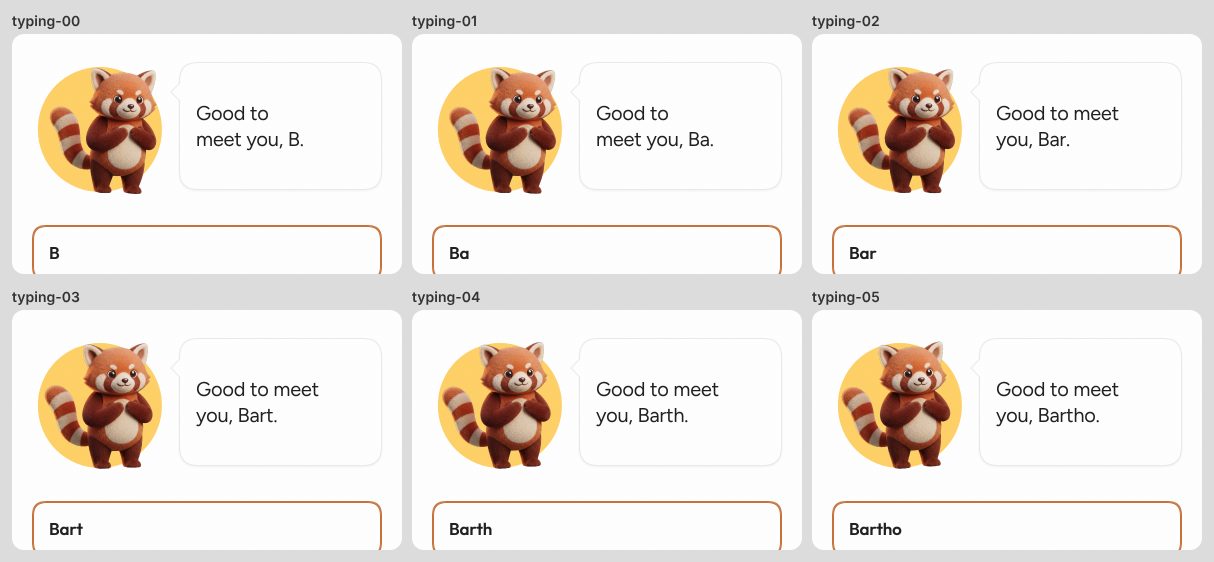 typing-00
Good to
meet you, B.
B
typing-01
Good to
meet you, Ba.
Ba
typing-02
Good to meet
you, Bar.
Bar
typing-03
Good to meet
you, Bart.
Bart
typing-04
Good to meet
you, Barth.
Barth
typing-05
Good to meet
you, Bartho.
Bartho